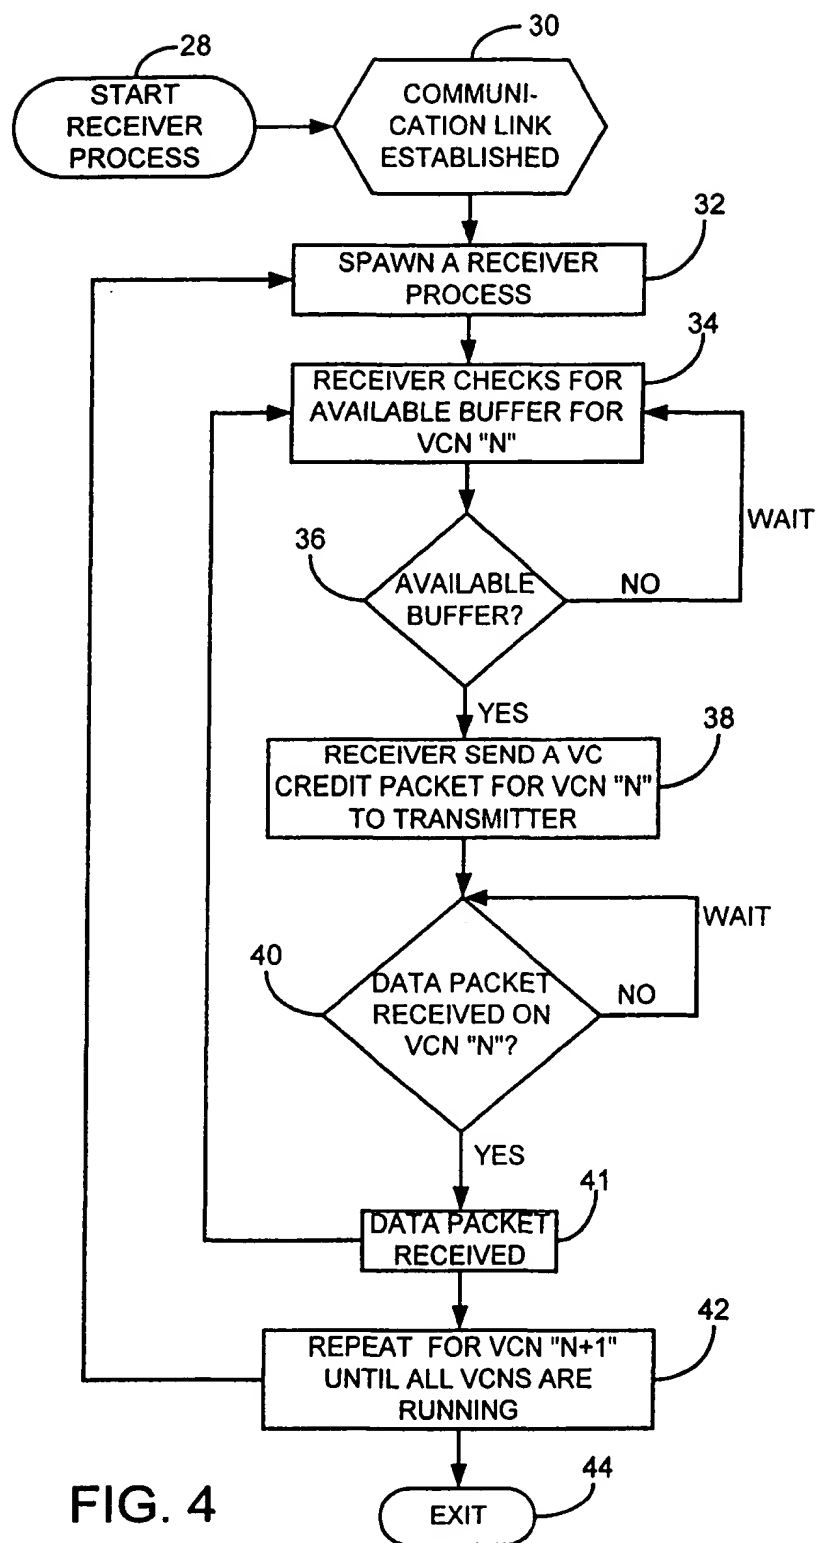 28
START
RECEIVER
PROCESS
30
COMMUNI-
CATION LINK
ESTABLISHED
32
SPAWN A RECEIVER
PROCESS
34
RECEIVER CHECKS FOR
AVAILABLE BUFFER FOR
VCN "N"
WAIT
36
AVAILABLE
BUFFER?
NO
YES
38
RECEIVER SEND A VC
CREDIT PACKET FOR VCN "N"
TO TRANSMITTER
WAIT
40
DATA PACKET
RECEIVED ON
VCN "N"?
NO
YES
41
DATA PACKET
RECEIVED
42
REPEAT FOR VCN "N+1"
UNTIL ALL VCNS ARE
RUNNING
44
EXIT
FIG. 4